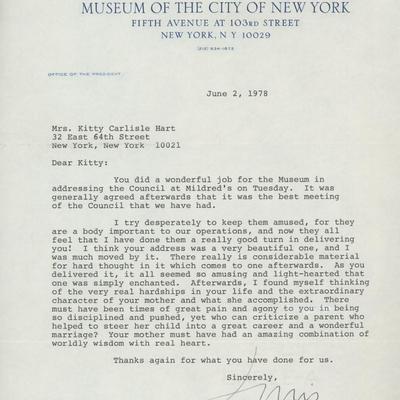 MUSEUM OF THE CITY OF NEW YORK
FIFTH AVENUE AT 103RD STREET
NEW YORK, N Y 10029
(212) 534-1672
OFFICE OF THE PRESIDENT
June 2, 1978
Mrs. Kitty Carlisle Hart
32 East 64th Street
New York, New York 10021
Dear Kitty:
You did a wonderful job for the Museum in
addressing the Council at Mildred's on Tuesday. It was
generally agreed afterwards that it was the best meeting
of the Council that we have had.
I try desperately to keep them amused, for they
are a body important to our operations, and now they all
feel that I have done them a really good turn in delivering
you! I think your address was a very beautiful one, and I
was much moved by it. There really is considerable material
for hard thought in it which comes to one afterwards. As you
delivered it, it all seemed so amusing and light-hearted that
one was simply enchanted. Afterwards, I found myself thinking
of the very real hardships in your life and the extraordinary
character of your mother and what she accomplished. There
must have been times of great pain and agony to you in being
so disciplined and pushed, yet who can criticize a parent who
helped to steer her child into a great career and a wonderful
marriage? Your mother must have had an amazing combination of
worldly wisdom with real heart.
Thanks again for what you have done for us.
Sincerely,